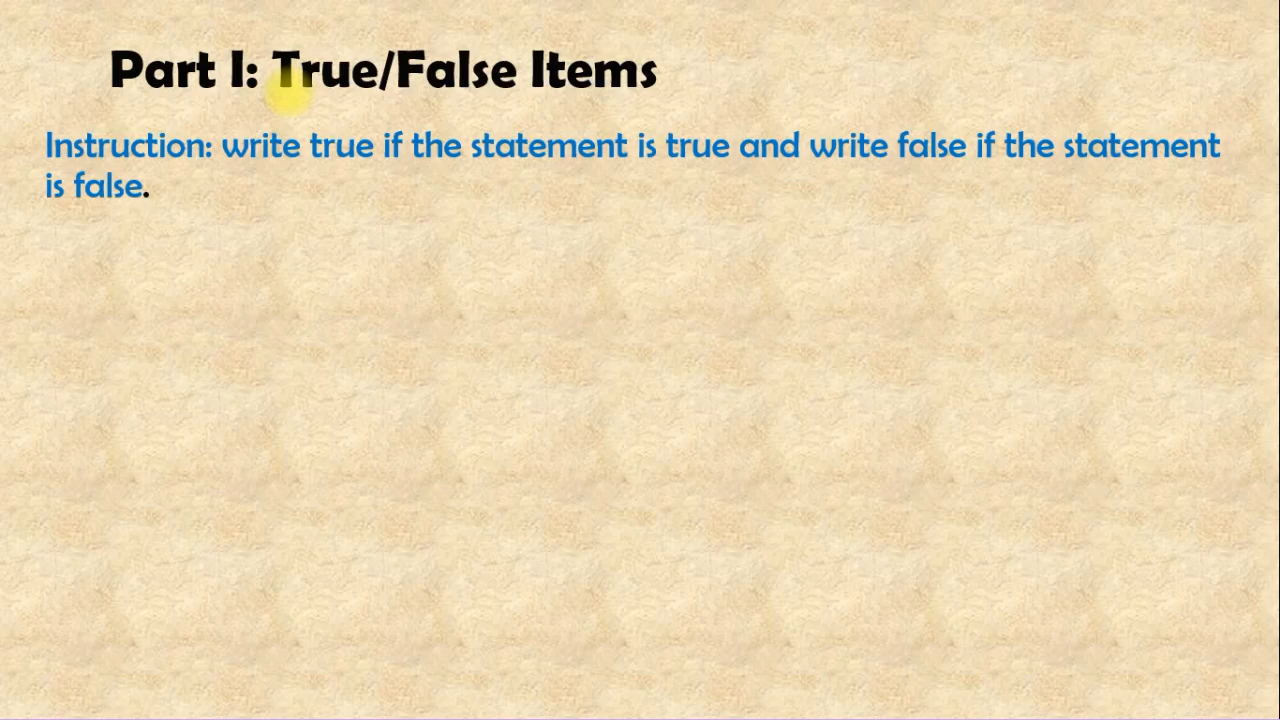 Part I: True/False Items
Instruction: write true if the statement is true and write false if the statement
is false.